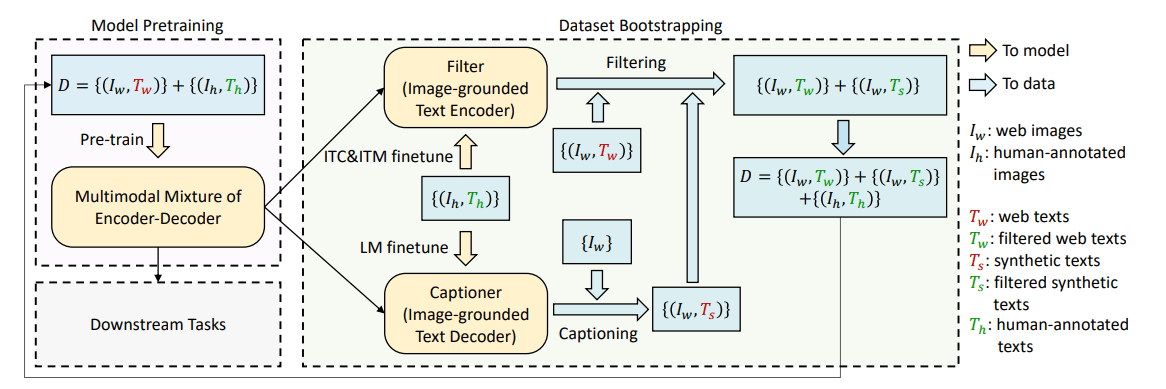 Model Pretraining
D = {(I_w, T_w)} + {(I_h, T_h)}
Pre-train
Multimodal Mixture of
Encoder-Decoder
Downstream Tasks
Dataset Bootstrapping
Filter
(Image-grounded
Text Encoder)
ITC&ITM finetune
{(I_h, T_h)}
LM finetune
Captioner
(Image-grounded
Text Decoder)
Filtering
{(I_w, T_w)}
{I_w}
Captioning
{(I_w, T_s)}
{(I_w, T_w)} + {(I_w, T_s)}
D = {(I_w, T_w)} + {(I_w, T_s)}
+{(I_h, T_h)}
To model
To data
I_w: web images
I_h: human-annotated
images
T_w: web texts
T_w: filtered web texts
T_s: synthetic texts
T_s: filtered synthetic
texts
T_h: human-annotated
texts